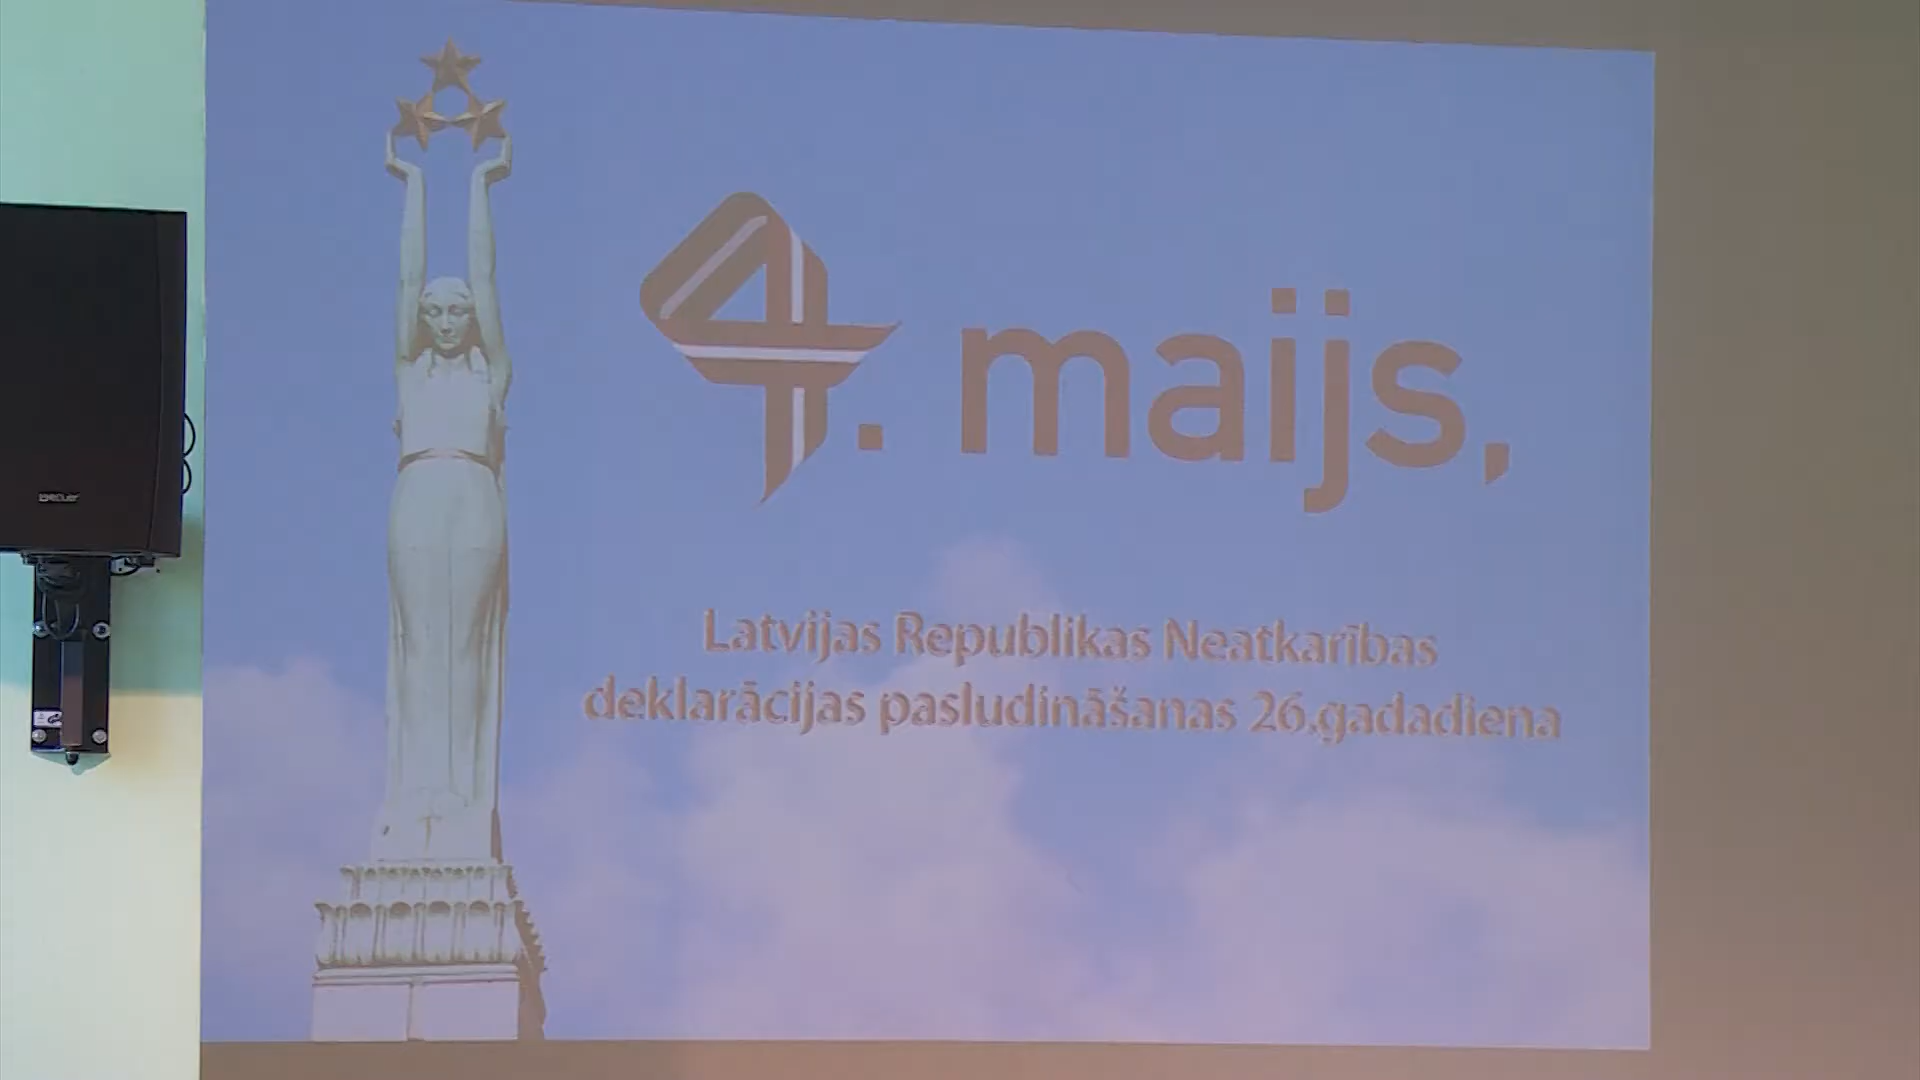 4. maijs,
Latvijas Republikas Neatkarības
deklarācijas pasludināšanas 26.gadadiena